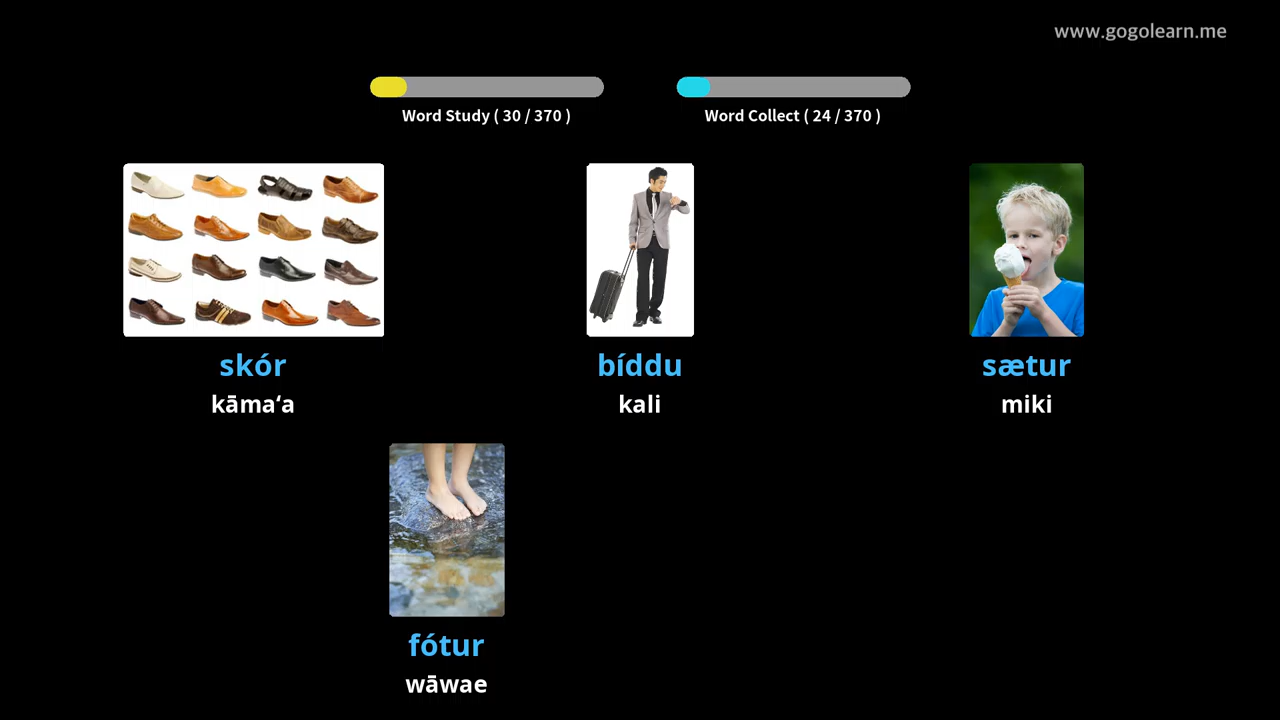 www.gogolearn.me
Word Study ( 30 / 370 )
Word Collect ( 24 / 370 )
skór
kāmaʻa
bíddu
kali
sætur
miki
fótur
wāwae